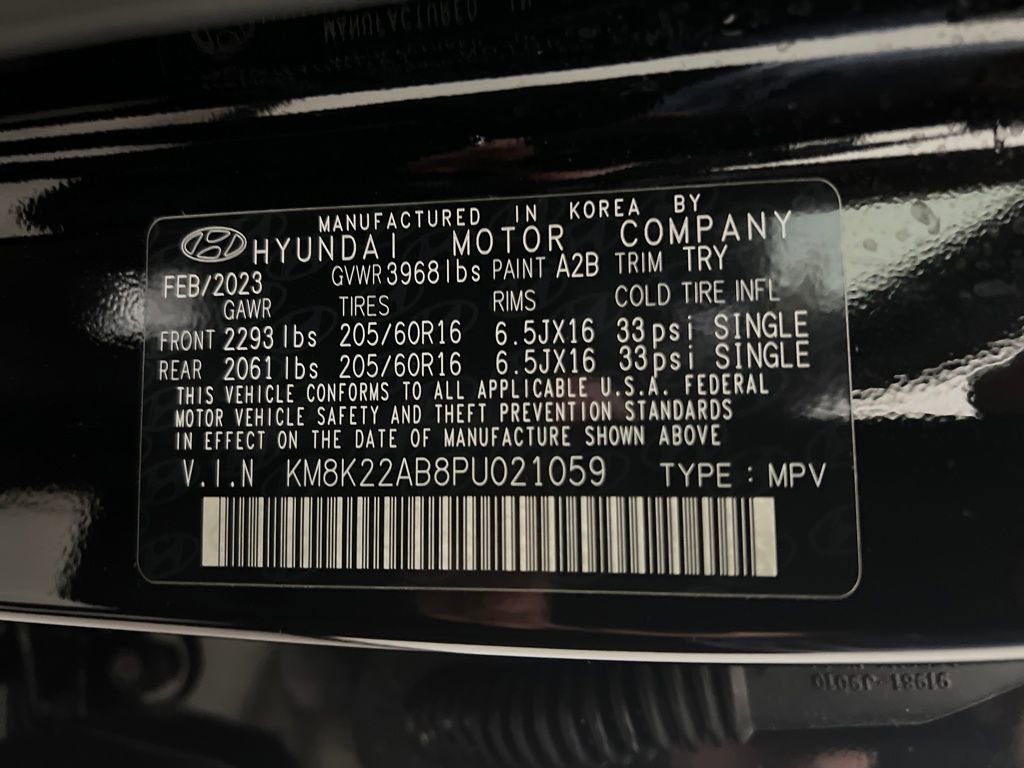 MANUFACTURED IN KOREA BY
HYUNDAI MOTOR COMPANY
FEB/2023 GVWR 3968 lbs PAINT A2B TRIM TRY
GAWR TIRES RIMS COLD TIRE INFL
FRONT 2293 lbs 205/60R16 6.5JX16 33psi SINGLE
REAR 2061 lbs 205/60R16 6.5JX16 33psi SINGLE
THIS VEHICLE CONFORMS TO ALL APPLICABLE U.S.A. FEDERAL
MOTOR VEHICLE SAFETY AND THEFT PREVENTION STANDARDS
IN EFFECT ON THE DATE OF MANUFACTURE SHOWN ABOVE
V.I.N KM8K22AB8PU021059 TYPE : MPV